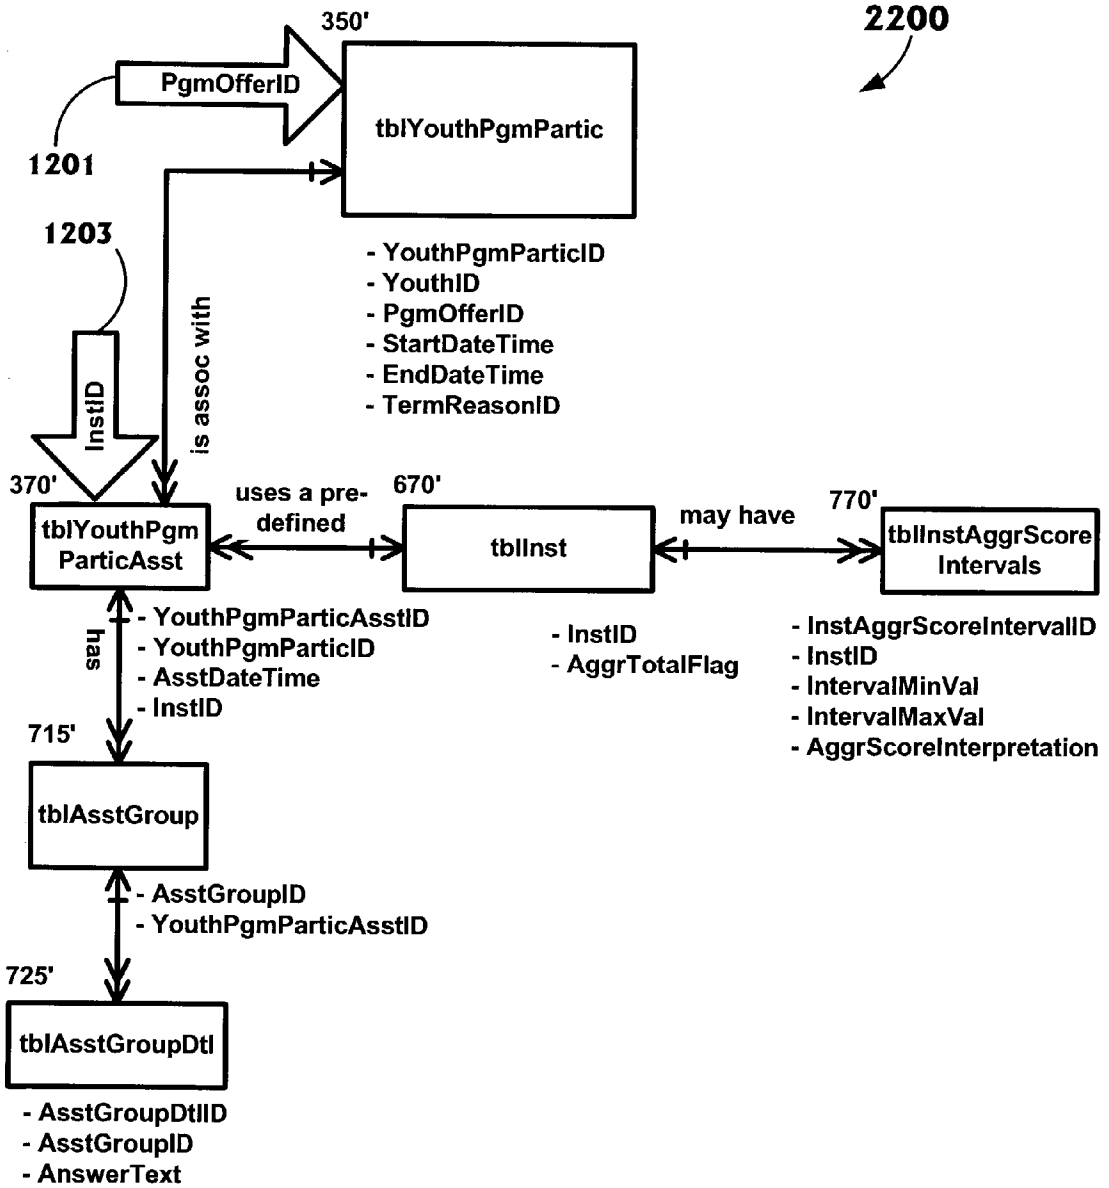 2200
350'
PgmOfferID
tblYouthPgmPartic
1201
1203
- YouthPgmParticID
- YouthID
- PgmOfferID
- StartDateTime
- EndDateTime
- TermReasonID
is assoc with
InstID
370'
tblYouthPgm
ParticAsst
uses a pre-
defined
670'
tblInst
may have
770'
tblInstAggrScore
Intervals
has
- YouthPgmParticAsstID
- YouthPgmParticID
- AsstDateTime
- InstID
- InstID
- AggrTotalFlag
- InstAggrScoreIntervalID
- InstID
- IntervalMinVal
- IntervalMaxVal
- AggrScoreInterpretation
715'
tblAsstGroup
- AsstGroupID
- YouthPgmParticAsstID
725'
tblAsstGroupDtl
- AsstGroupDtlID
- AsstGroupID
- AnswerText